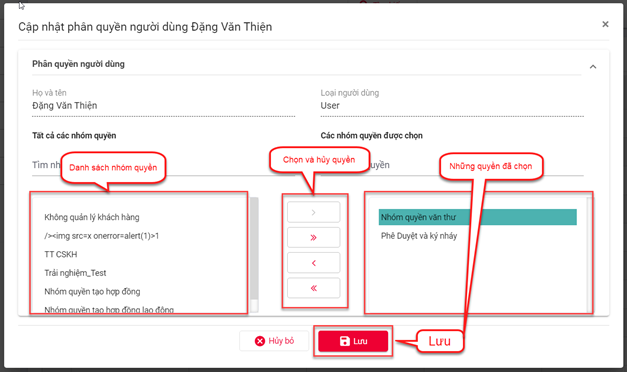 Cập nhật phân quyền người dùng Đặng Văn Thiện
×
Phân quyền người dùng
Họ và tên
Loại người dùng
Đặng Văn Thiện
User
Tất cả các nhóm quyền
Các nhóm quyền được chọn
Tìm
Danh sách nhóm quyền
Chọn và hủy quyền
quyền
Những quyền đã chọn
Không quản lý khách hàng
/><img src=x onerror=alert(1)>1
TT CSKH
Trải nghiệm_Test
Nhóm quyền tạo hợp đồng
Nhóm quyền tạo hợp đồng lao động
>
»
<
«
Nhóm quyền văn thư
Phê Duyệt và ký nháy
Hủy bỏ
Lưu
Lưu